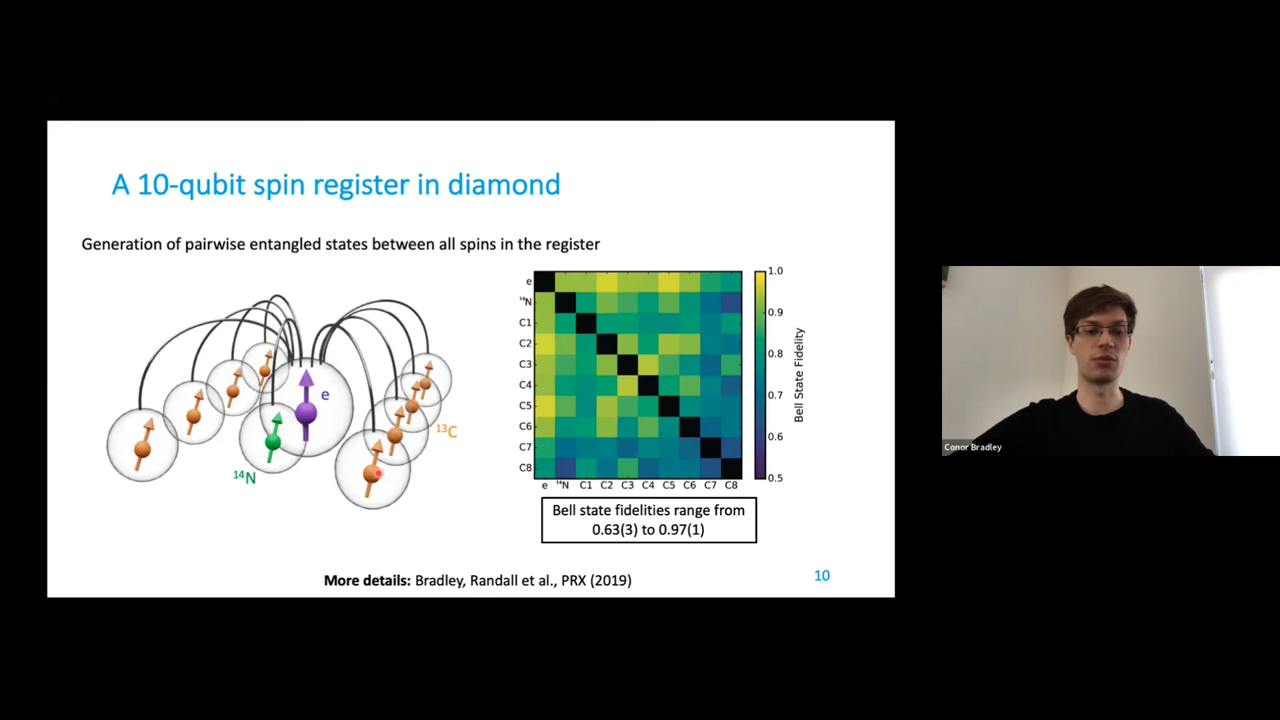 A 10-qubit spin register in diamond
Generation of pairwise entangled states between all spins in the register
e
¹³C
¹⁴N
e
¹⁴N
C1
C2
C3
C4
C5
C6
C7
C8
e ¹⁴N C1 C2 C3 C4 C5 C6 C7 C8
1.0
0.9
0.8
0.7
0.6
0.5
Bell State Fidelity
Bell state fidelities range from
0.63(3) to 0.97(1)
More details: Bradley, Randall et al., PRX (2019)
10
Conor Bradley